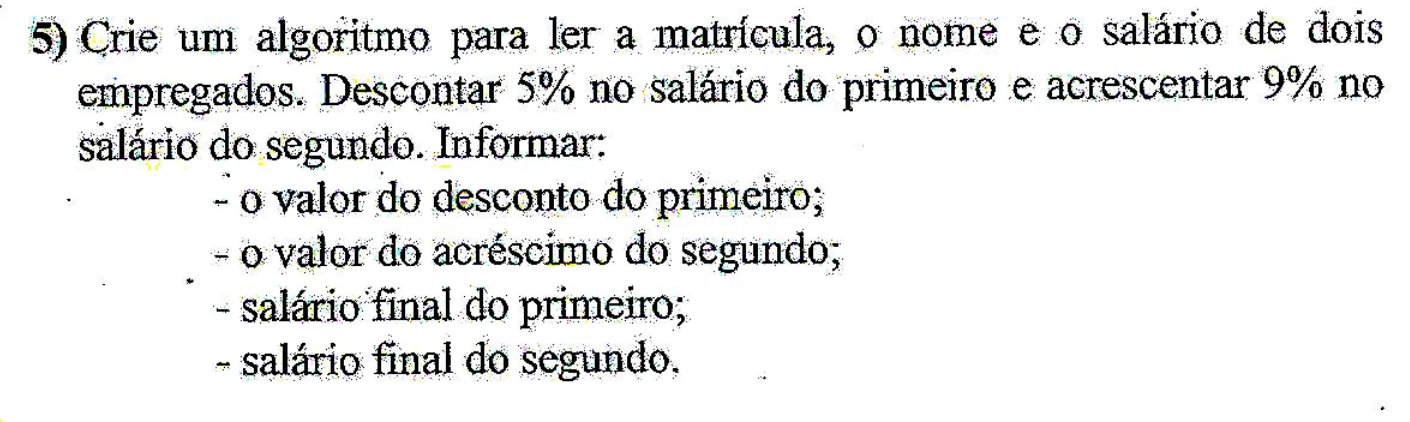 5) Crie um algoritmo para ler a matrícula, o nome e o salário de dois
empregados. Descontar 5% no salário do primeiro e acrescentar 9% no
salário do segundo. Informar:
- o valor do desconto do primeiro;
- o valor do acréscimo do segundo;
- salário final do primeiro;
- salário final do segundo.